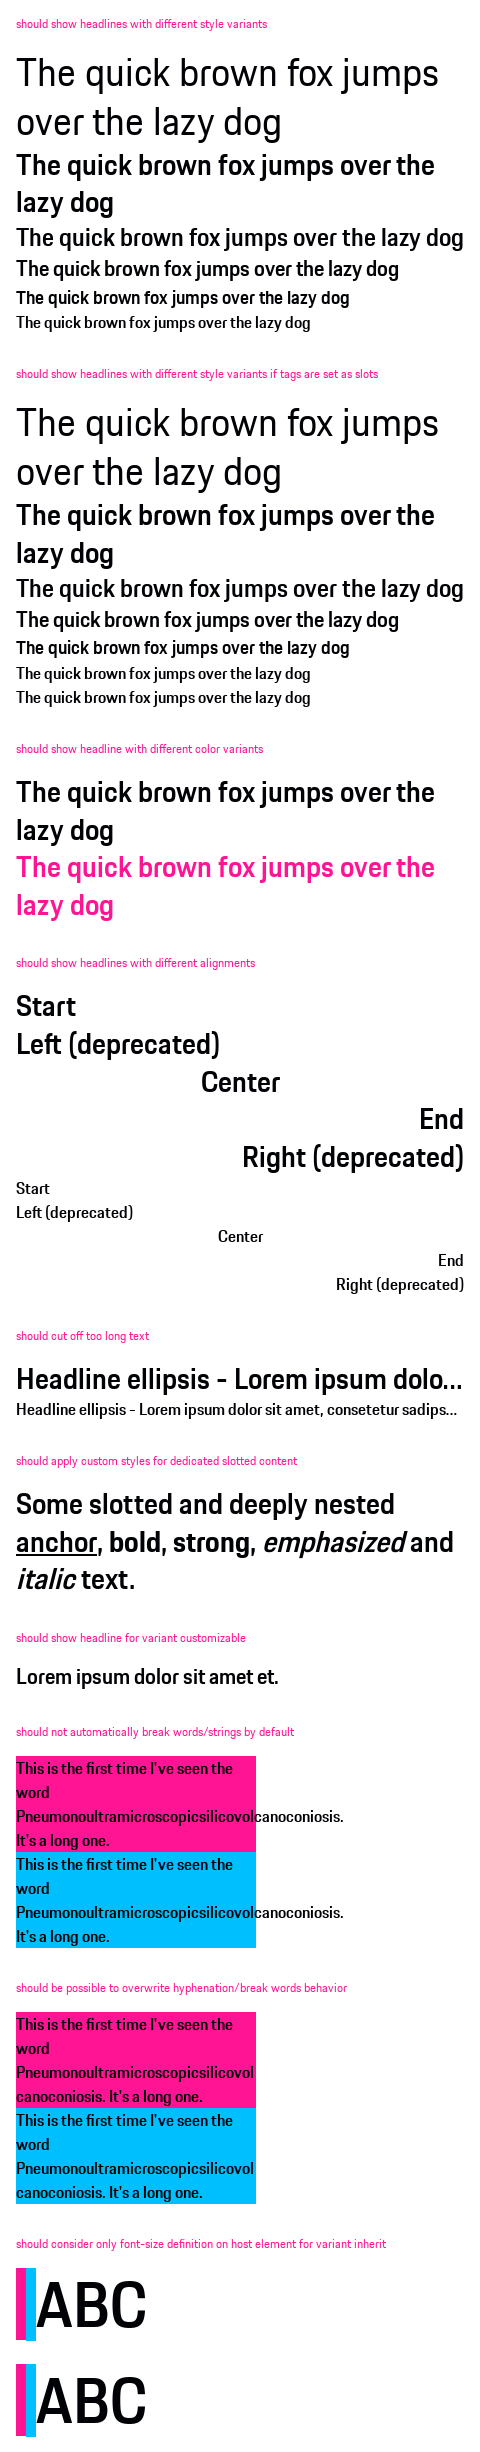 should show headlines with different style variants
The quick brown fox jumps
over the lazy dog
The quick brown fox jumps over the
lazy dog
The quick brown fox jumps over the lazy dog
The quick brown fox jumps over the lazy dog
The quick brown fox jumps over the lazy dog
The quick brown fox jumps over the lazy dog
should show headlines with different style variants if tags are set as slots
The quick brown fox jumps
over the lazy dog
The quick brown fox jumps over the
lazy dog
The quick brown fox jumps over the lazy dog
The quick brown fox jumps over the lazy dog
The quick brown fox jumps over the lazy dog
The quick brown fox jumps over the lazy dog
The quick brown fox jumps over the lazy dog
should show headline with different color variants
The quick brown fox jumps over the
lazy dog
The quick brown fox jumps over the
lazy dog
should show headlines with different alignments
Start
Left (deprecated)
Center
End
Right (deprecated)
Start
Left (deprecated)
Center
End
Right (deprecated)
should cut off too long text
Headline ellipsis - Lorem ipsum dolo...
Headline ellipsis - Lorem ipsum dolor sit amet, consetetur sadips...
should apply custom styles for dedicated slotted content
Some slotted and deeply nested
anchor, bold, strong, emphasized and
italic text.
should show headline for variant customizable
Lorem ipsum dolor sit amet et.
should not automatically break words/strings by default
This is the first time I've seen the
word
Pneumonoultramicroscopicsilicovolcanoconiosis.
It's a long one.
This is the first time I've seen the
word
Pneumonoultramicroscopicsilicovolcanoconiosis.
It's a long one.
should be possible to overwrite hyphenation/break words behavior
This is the first time I've seen the
word
Pneumonoultramicroscopicsilicovol
canoconiosis. It's a long one.
This is the first time I've seen the
word
Pneumonoultramicroscopicsilicovol
canoconiosis. It's a long one.
should consider only font-size definition on host element for variant inherit
ABC
ABC